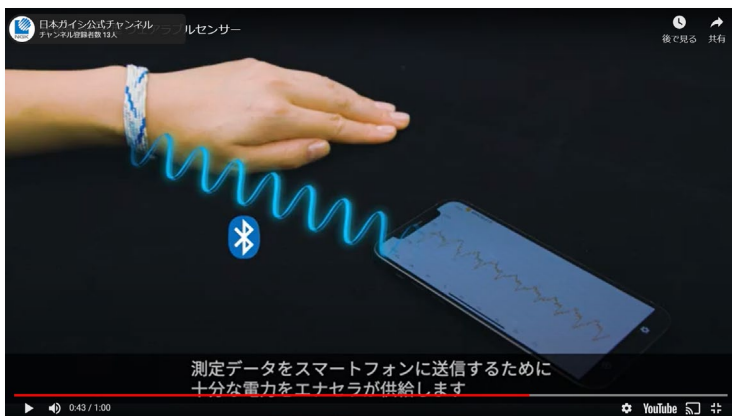 日本ガイシ公式チャンネル
チャンネル登録者数 13人
ェアラブルセンサー
後で見る
共有
測定データをスマートフォンに送信するために
十分な電力をエナセラが供給します
0:43 / 1:00
YouTube